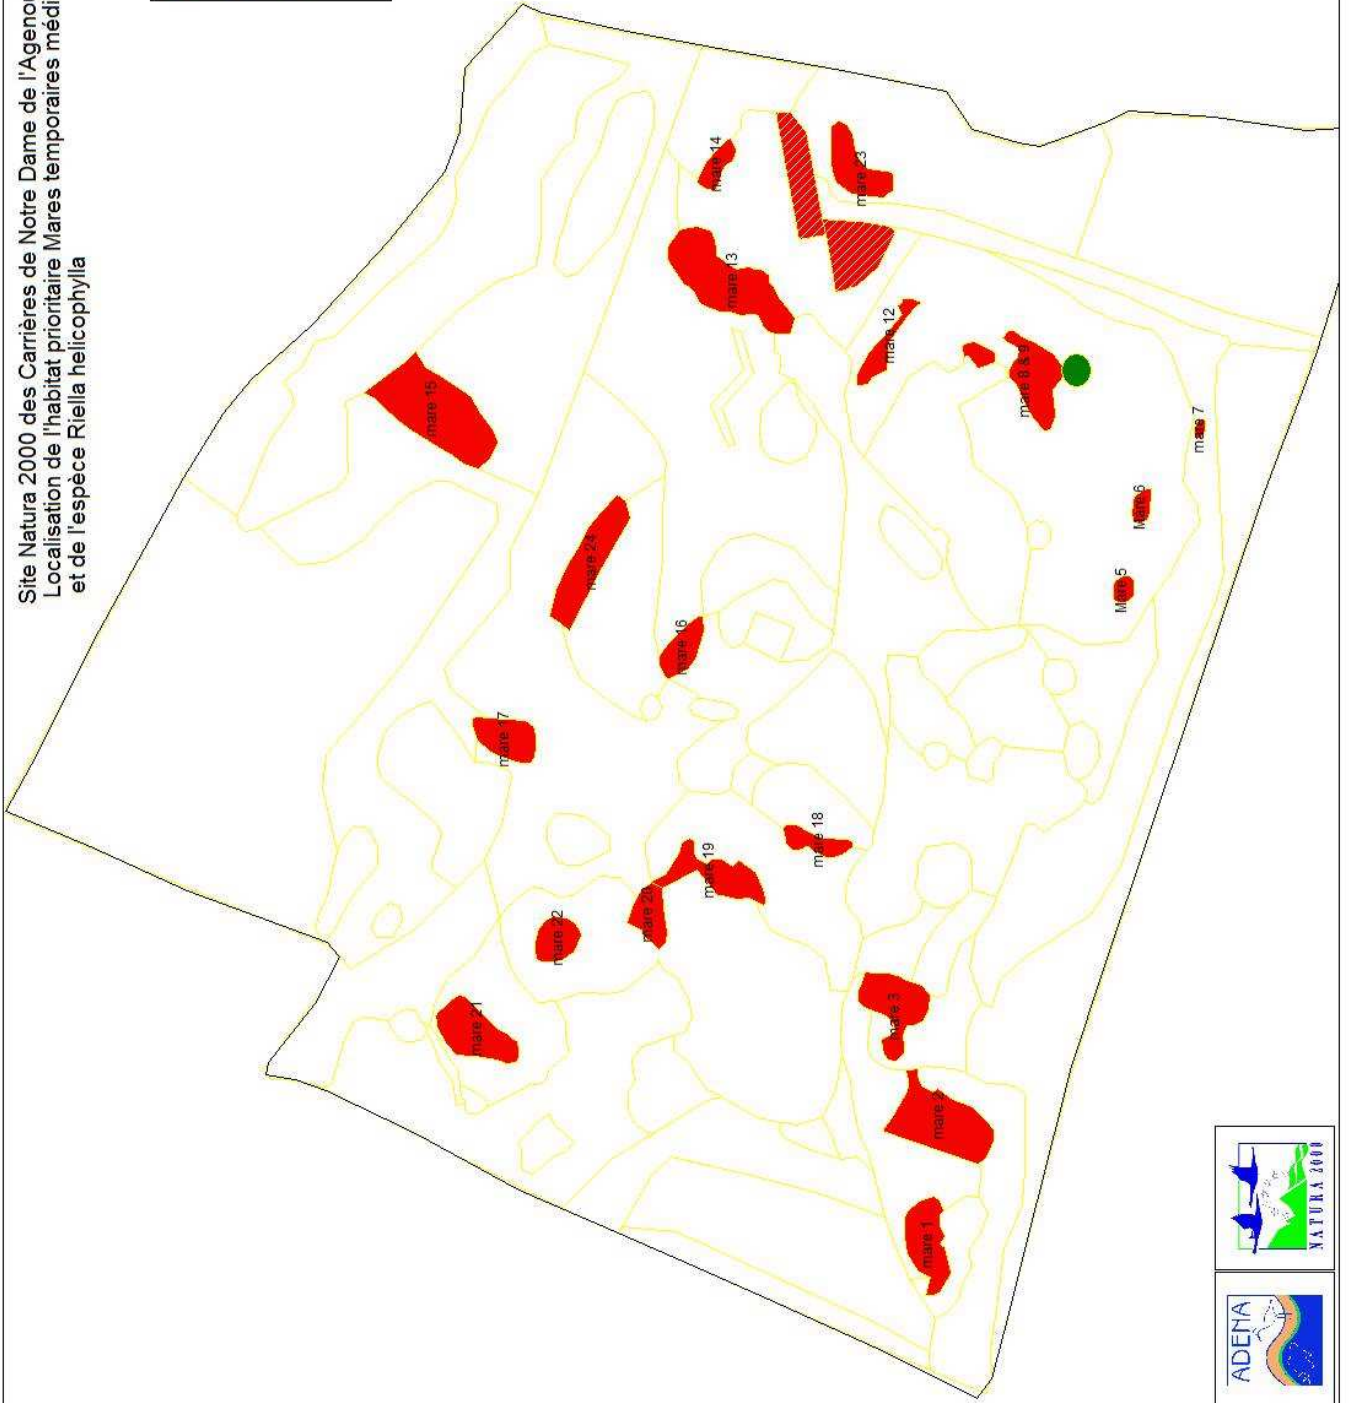 Site Natura 2000 des Carrières de Notre Dame de l'Agenou
Localisation de l'habitat prioritaire Mares temporaires médi
et de l'espèce Riella helicophylla
mare 15
mare 21
mare 17
mare 22
mare 24
mare 20
mare 16
mare 19
mare 14
mare 13
mare 18
mare 23
mare 12
mare 3
mare 1
mare 2
mare 8 & 9
Mare 5
Mare 6
mare 7
ADENA
NATURA 2000